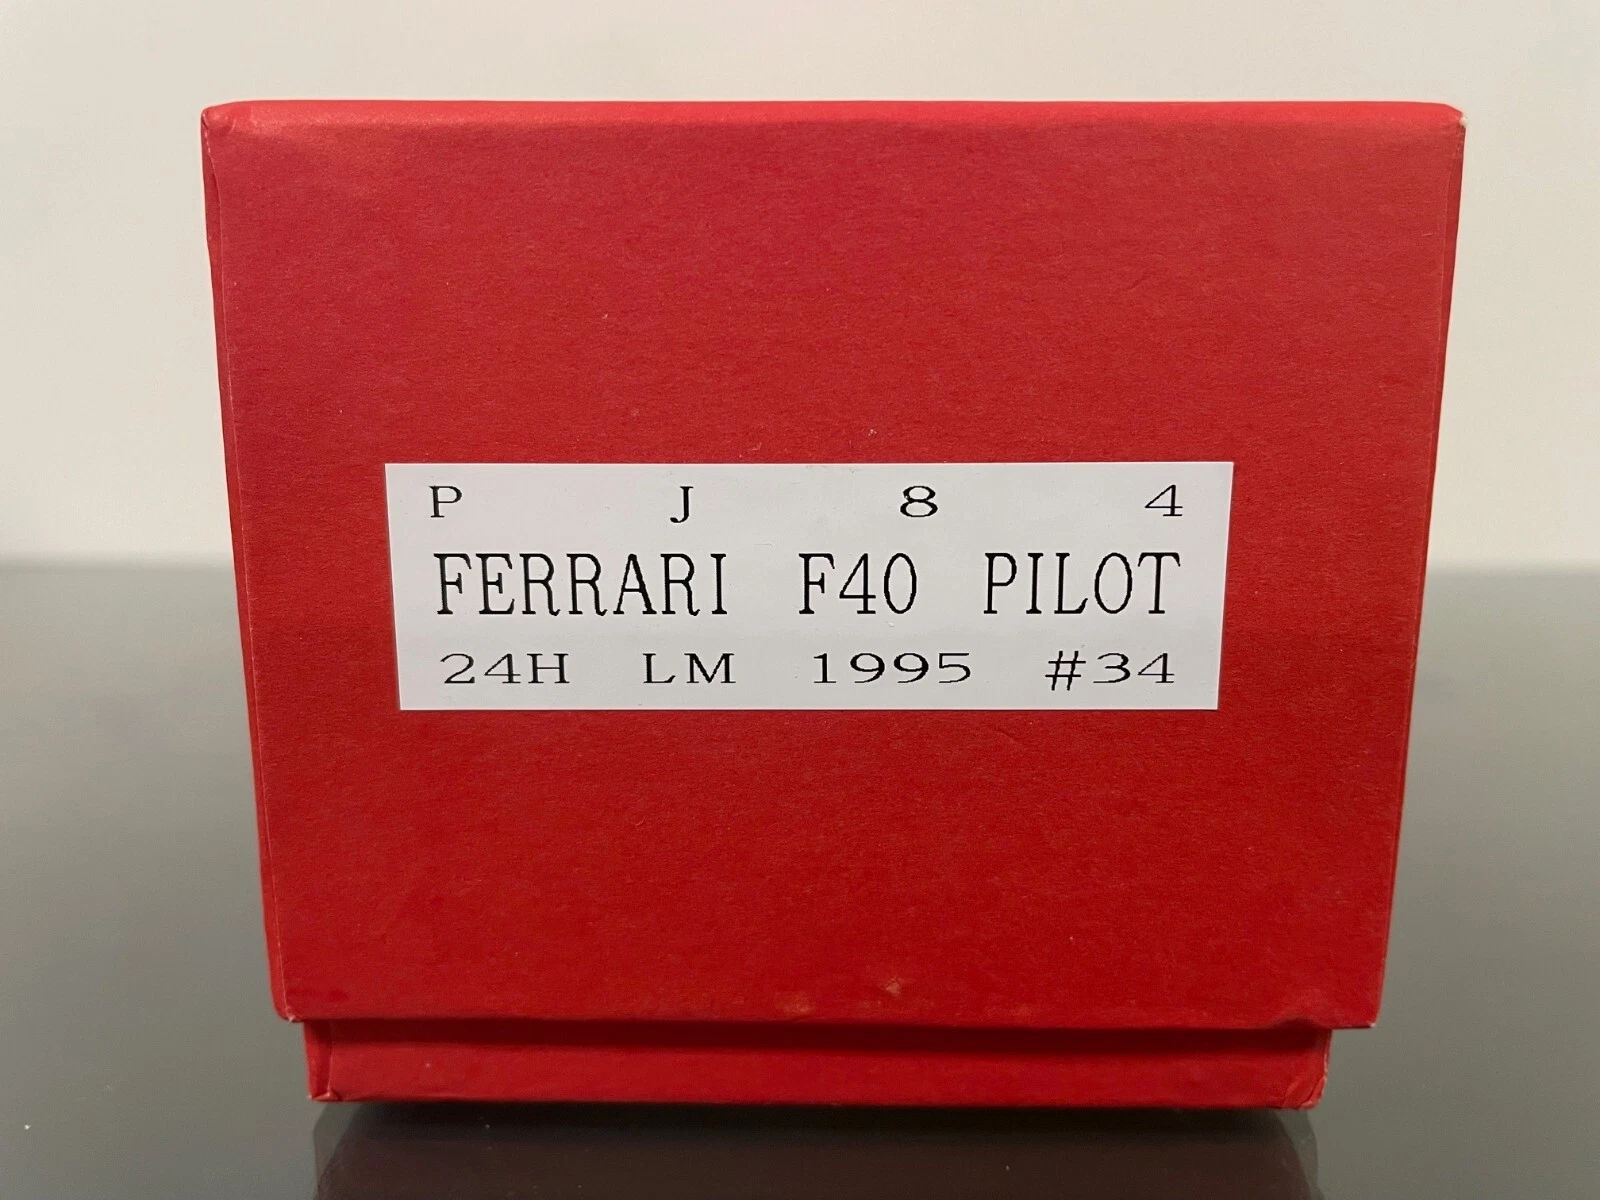 P J 8 4
FERRARI F40 PILOT
24H LM 1995 #34